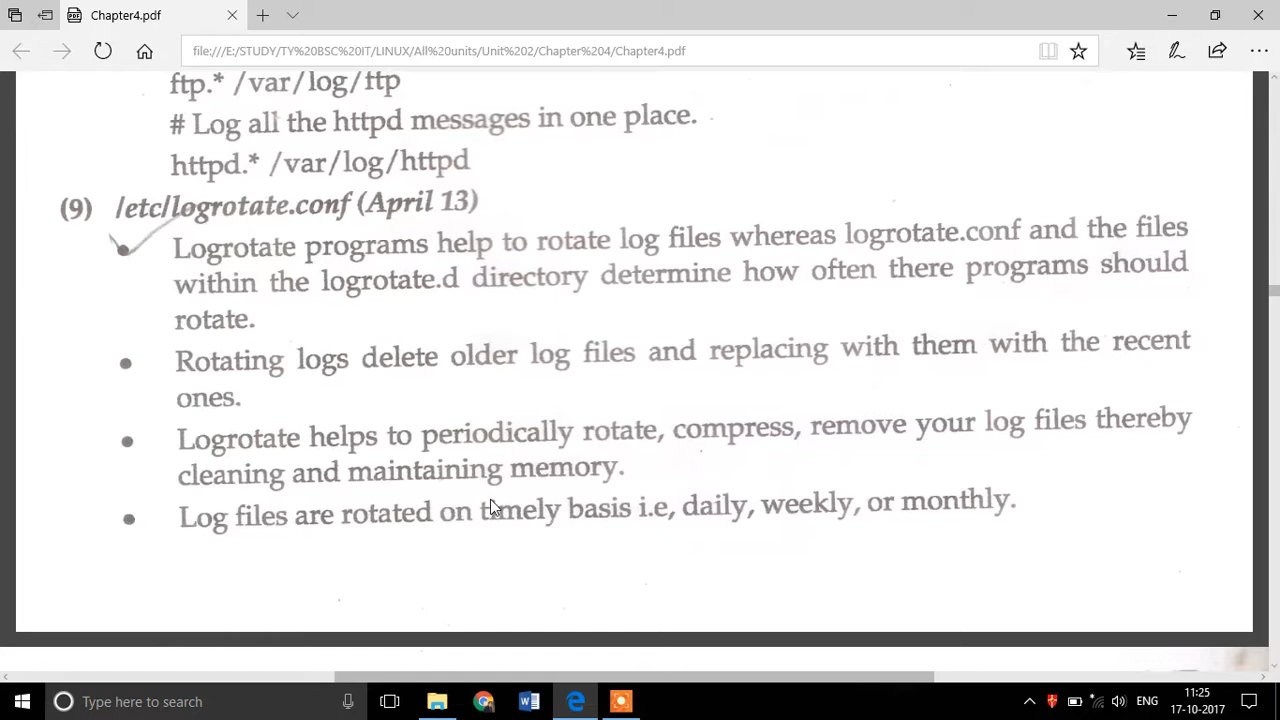 Chapter4.pdf
file:///E:/STUDY/TY%20BSC%20IT/LINUX/All%20units/Unit%202/Chapter%204/Chapter4.pdf
ftp.* /var/log/ftp
# Log all the httpd messages in one place.
httpd.* /var/log/httpd
(9) /etc/logrotate.conf (April 13)
• Logrotate programs help to rotate log files whereas logrotate.conf and the files
within the logrotate.d directory determine how often there programs should
rotate.
• Rotating logs delete older log files and replacing with them with the recent
ones.
• Logrotate helps to periodically rotate, compress, remove your log files thereby
cleaning and maintaining memory.
• Log files are rotated on timely basis i.e, daily, weekly, or monthly.
Type here to search
ENG
11:25
17-10-2017